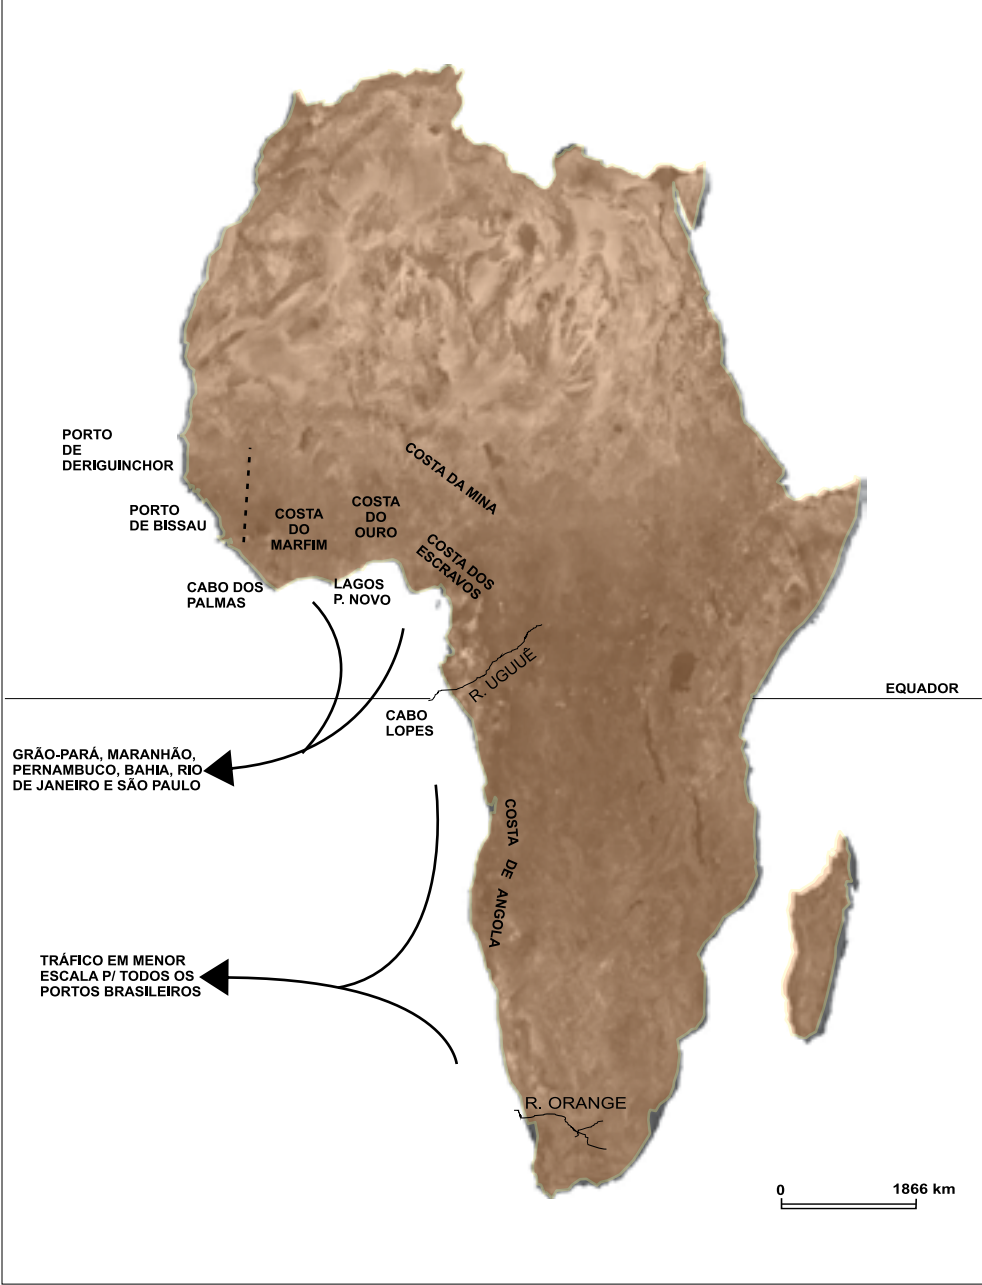 PORTO
DE
DERIGUINCHOR
COSTA DA MINA
PORTO
DE BISSAU
COSTA
DO
MARFIM
COSTA
DO
OURO
COSTA DOS
ESCRAVOS
CABO DOS
PALMAS
LAGOS
P. NOVO
R. UGUUÊ
EQUADOR
CABO
LOPES
GRÃO-PARÁ, MARANHÃO,
PERNAMBUCO, BAHIA, RIO
DE JANEIRO E SÃO PAULO
COSTA DE ANGOLA
TRÁFICO EM MENOR
ESCALA P/ TODOS OS
PORTOS BRASILEIROS
R. ORANGE
0 1866 km